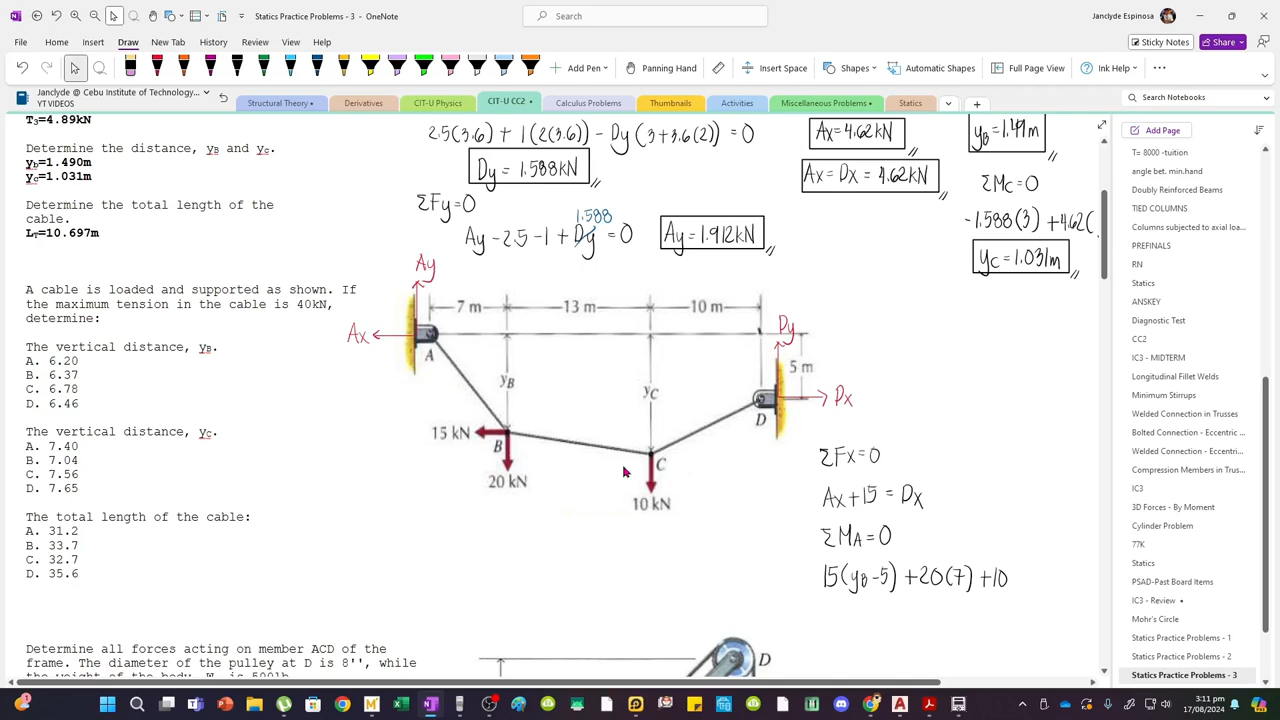 Statics Practice Problems - 3 - OneNote
Search
Janclyde Espinosa
File Home Insert Draw New Tab History Review View Help
Sticky Notes
Share
Add Pen
Panning Hand
Insert Space
Shapes
Automatic Shapes
Full Page View
Ink Help
Janclyde @ Cebu Institute of Technology...
YT VIDEOS
Structural Theory
Derivatives
CIT-U Physics
CIT-U CC2
Calculus Problems
Thumbnails
Activities
Miscellaneous Problems
Statics
Search Notebooks
T3=4.89kN
Determine the distance, yB and yc.
yb=1.490m
yc=1.031m
Determine the total length of the
cable.
LT=10.697m
A cable is loaded and supported as shown. If
the maximum tension in the cable is 40kN,
determine:
The vertical distance, yB.
A. 6.20
B. 6.37
C. 6.78
D. 6.46
The vertical distance, yc.
A. 7.40
B. 7.04
C. 7.56
D. 7.65
The total length of the cable:
A. 31.2
B. 33.7
C. 32.7
D. 35.6
Determine all forces acting on member ACD of the
frame. The diameter of the pulley at D is 8'', while
2.5(3.6) + 1(2(3.6)) - Dy(3+3.6(2)) = 0
Dy = 1.588kN
ΣFy=0
1.588
Ay - 2.5 - 1 + Dy = 0
Ay = 1.912kN
Ax = 4.62kN
Ax = Dx = 4.62kN
yB = 1.49m
ΣMc=0
-1.588(3) + 4.62(
yc = 1.031m
Ay
7 m
13 m
10 m
Ax
A
Dy
5 m
yB
yC
D
Dx
15 kN
B
C
20 kN
10 kN
ΣFx=0
Ax+15 = Dx
ΣMA=0
15(yB-5) +20(7) +10
D
Add Page
T= 8000 -tuition
angle bet. min.hand
Doubly Reinforced Beams
TIED COLUMNS
Columns subjected to axial loa...
PREFINALS
RN
Statics
ANSKEY
Diagnostic Test
CC2
IC3 - MIDTERM
Longitudinal Fillet Welds
Minimum Stirrups
Welded Connection in Trusses
Bolted Connection - Eccentric ...
Welded Connection - Eccentric ...
Compression Members in Trus...
IC3
3D Forces - By Moment
Cylinder Problem
77K
Statics
PSAD-Past Board Items
IC3 - Review
Mohr's Circle
Statics Practice Problems - 1
Statics Practice Problems - 2
Statics Practice Problems - 3
3:11 pm
17/08/2024